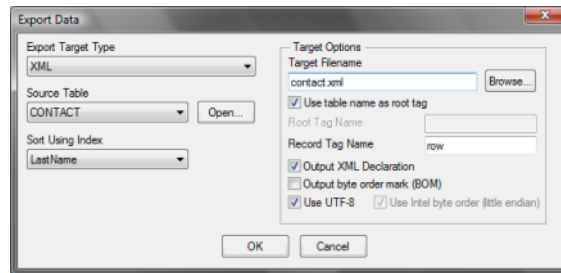 Export Data
Export Target Type
XML
Source Table
CONTACT
Open...
Sort Using Index
LastName
Target Options
Target Filename
contact.xml
Browse...
Use table name as root tag
Root Tag Name
Record Tag Name
row
Output XML Declaration
Output byte order mark (BOM)
Use UTF-8
Use Intel byte order (little endian)
OK
Cancel